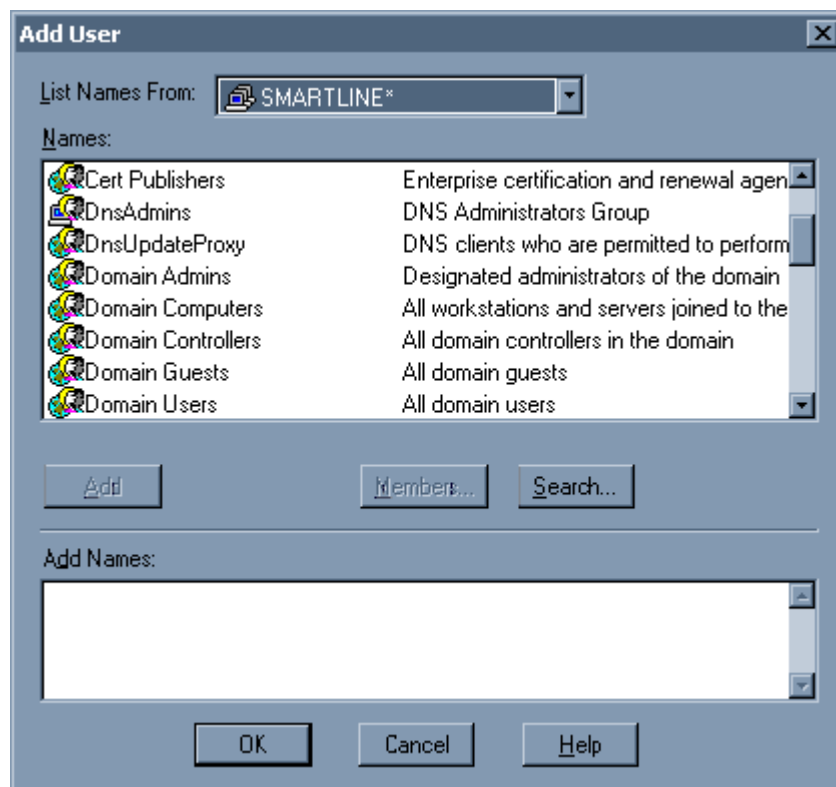 Add User
List Names From: SMARTLINE*
Names:
Cert Publishers Enterprise certification and renewal agen
DnsAdmins DNS Administrators Group
DnsUpdateProxy DNS clients who are permitted to perform
Domain Admins Designated administrators of the domain
Domain Computers All workstations and servers joined to the
Domain Controllers All domain controllers in the domain
Domain Guests All domain guests
Domain Users All domain users
Add Members... Search...
Add Names:
OK Cancel Help